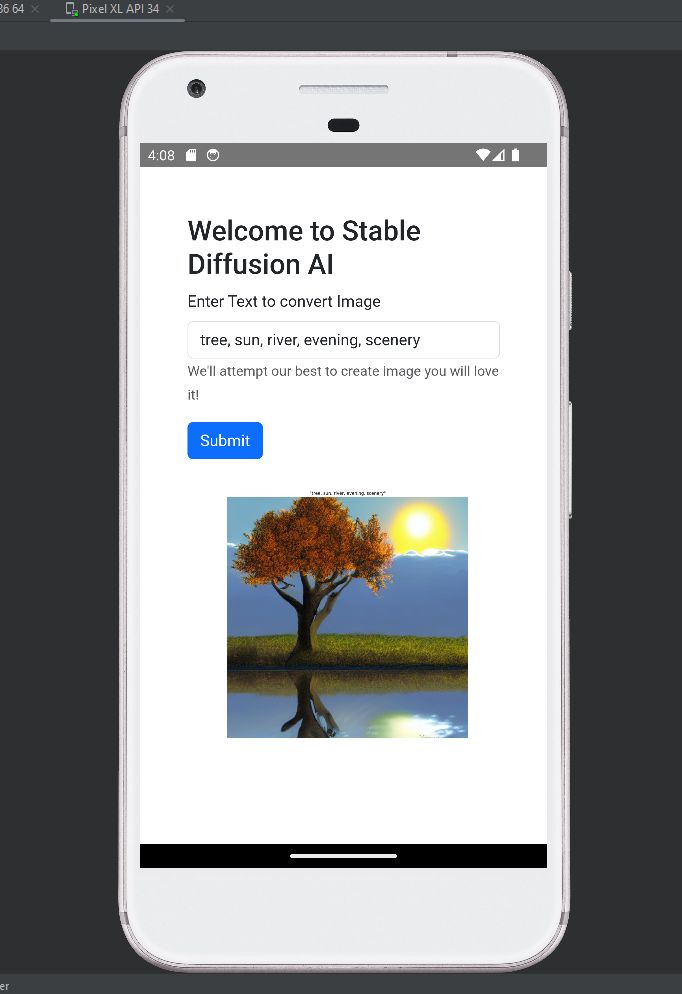 86 64
Pixel XL API 34
4:08
Welcome to Stable
Diffusion AI
Enter Text to convert Image
tree, sun, river, evening, scenery
We'll attempt our best to create image you will love
it!
Submit
"tree, sun, river, evening, scenery"
er